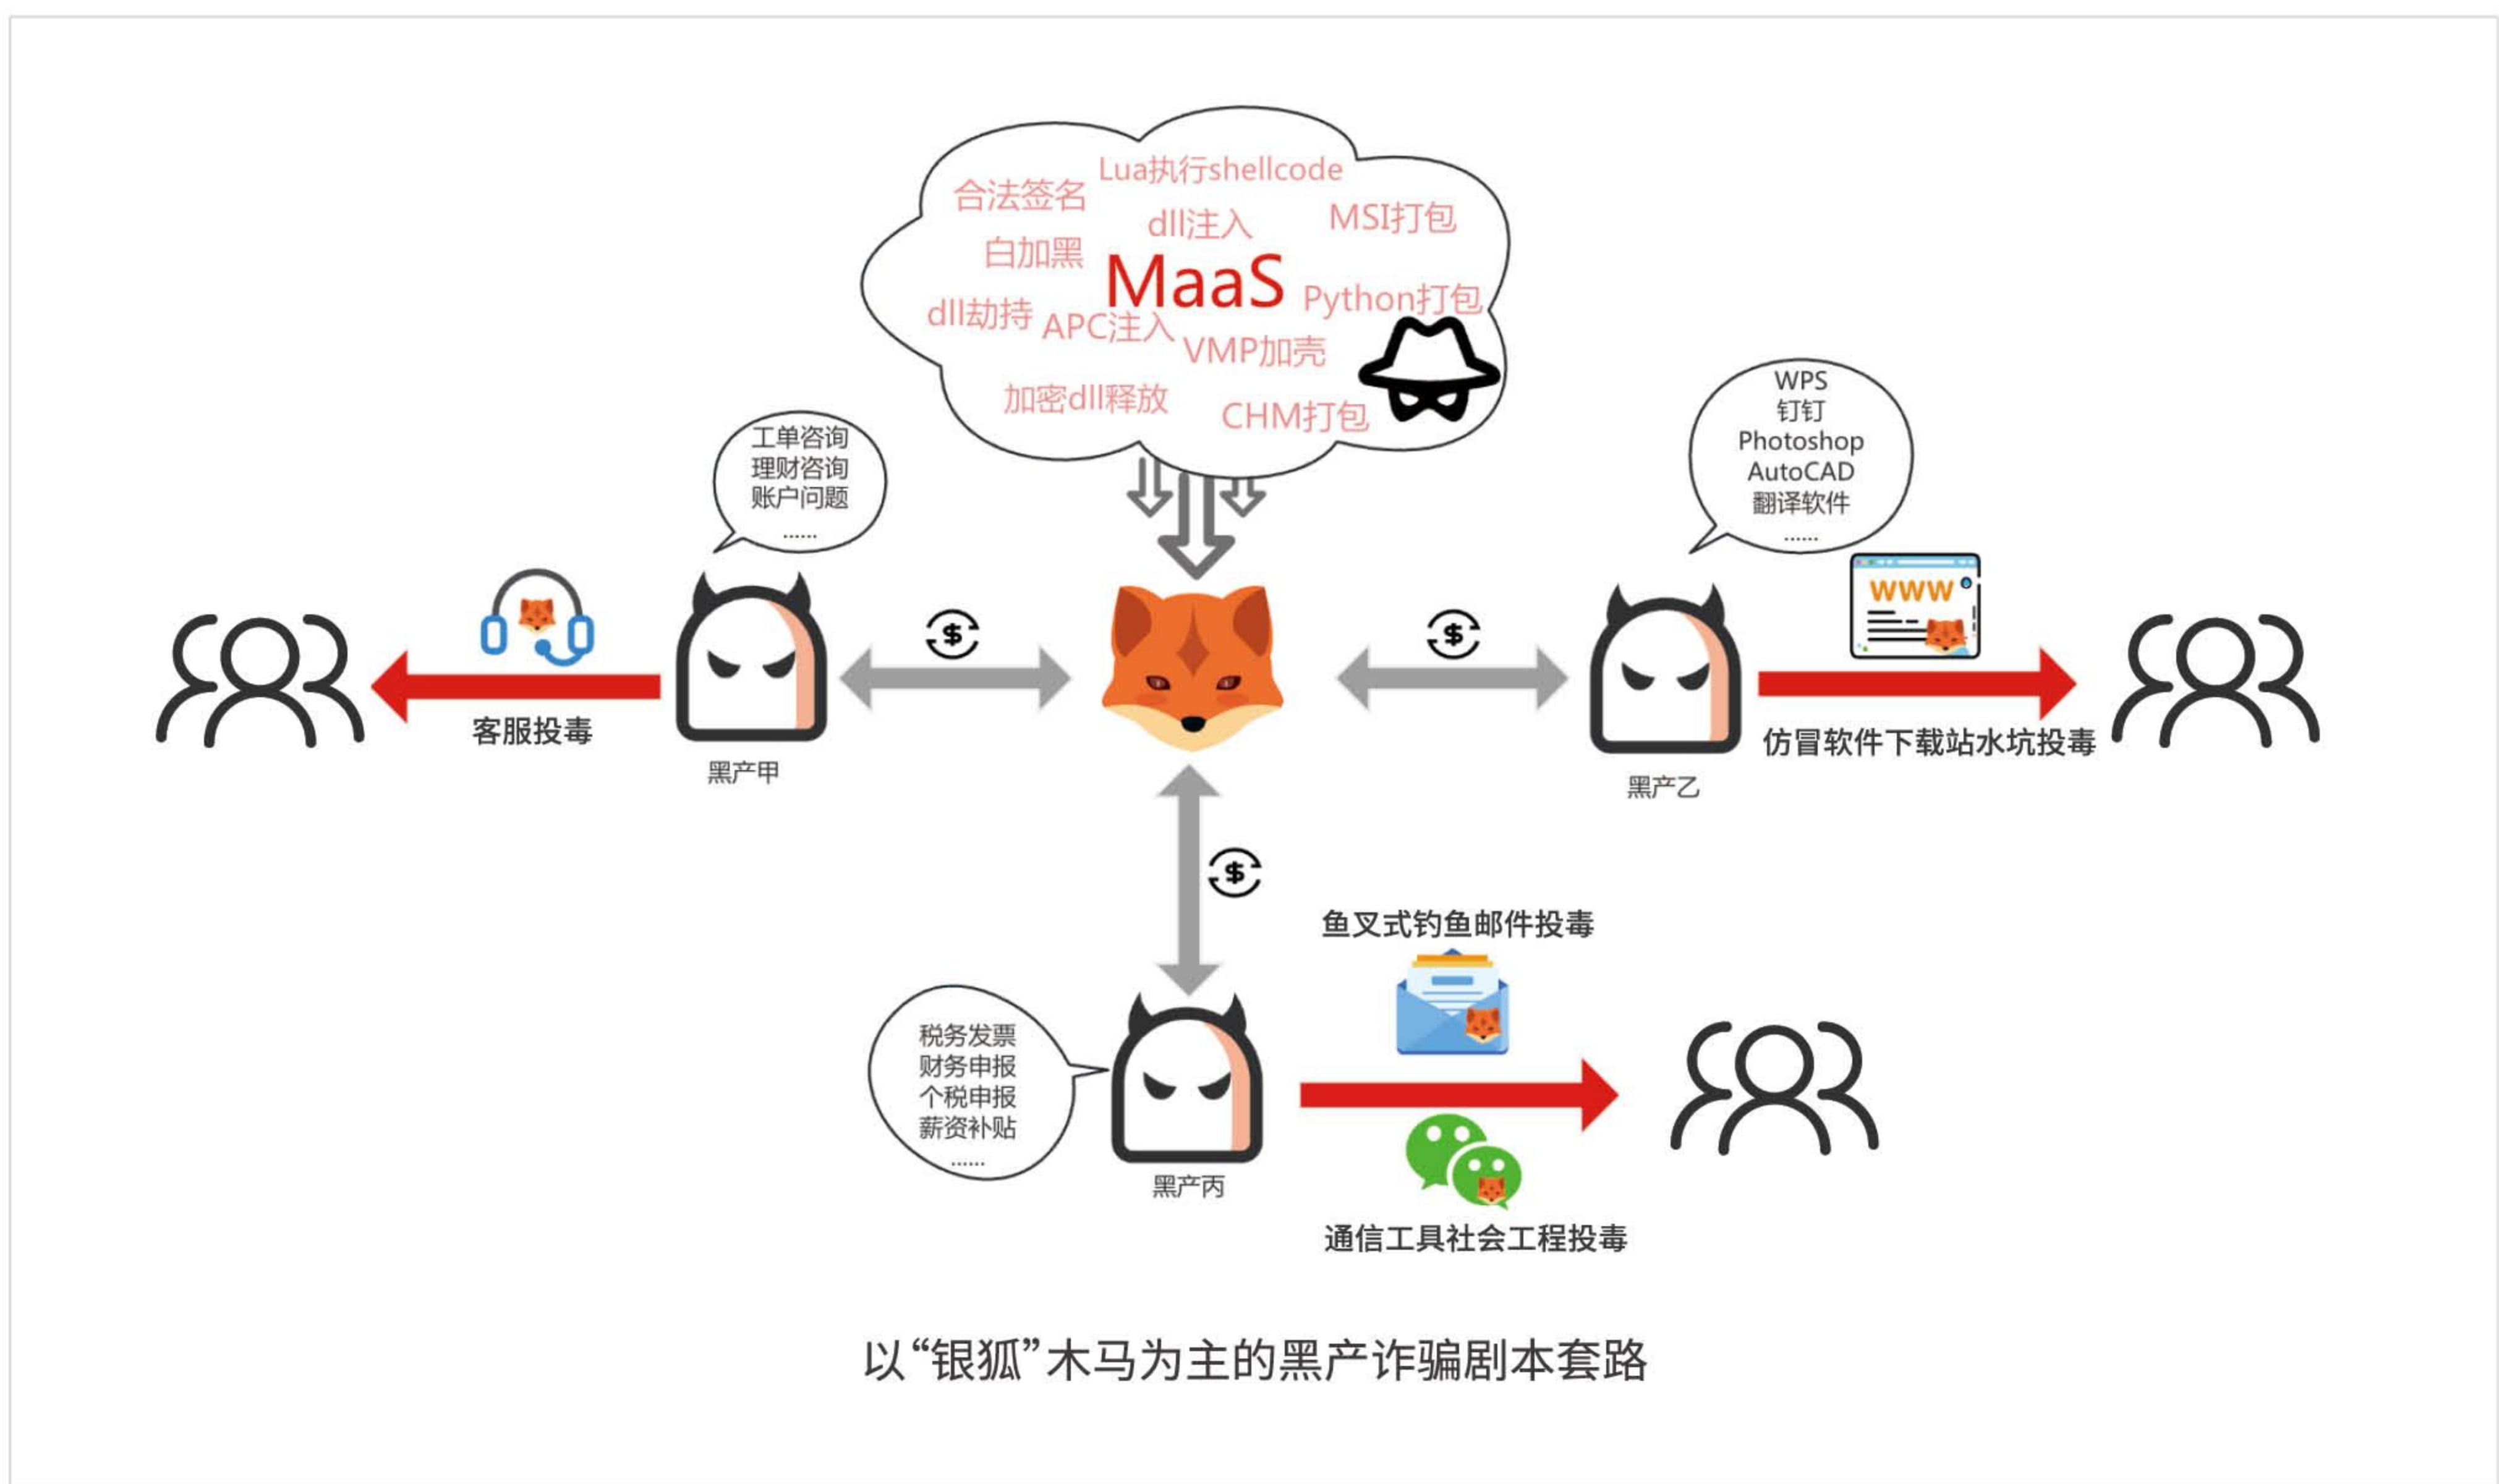 Lua执行shellcode
合法签名
dll注入
MSI打包
白加黑
MaaS
Python打包
dll劫持
APC注入
VMP加壳
加密dll释放
CHM打包
工单咨询
理财咨询
账户问题
......
WPS
钉钉
Photoshop
AutoCAD
翻译软件
......
WWW
$
$
客服投毒
黑产甲
仿冒软件下载站水坑投毒
黑产乙
$
鱼叉式钓鱼邮件投毒
税务发票
财务申报
个税申报
薪资补贴
......
黑产丙
通信工具社会工程投毒
以“银狐”木马为主的黑产诈骗剧本套路